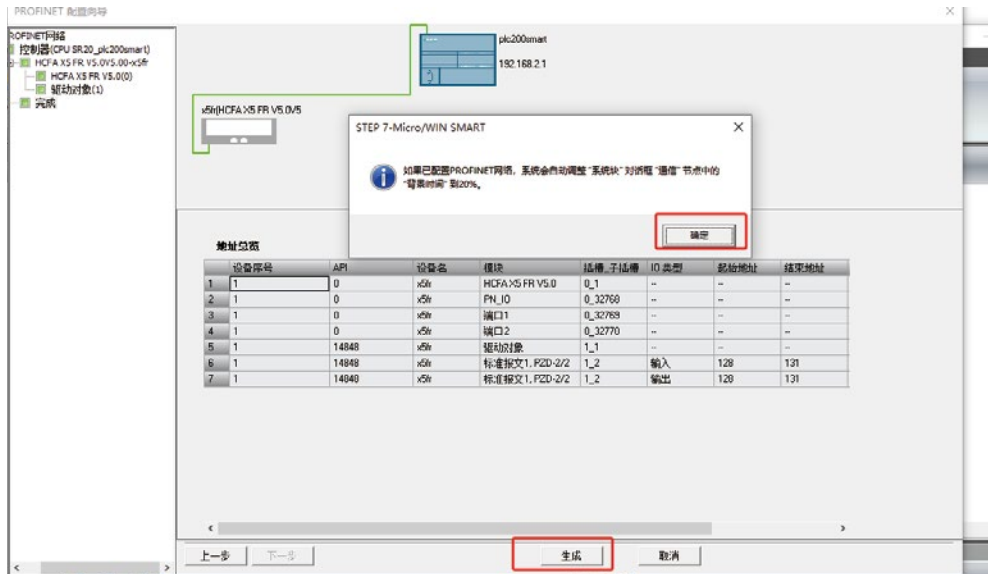 PROFINET 配置向导
ROFINET网络
控制器(CPU SR20_plc200smart)
HCFA X5 FR V5.0V5.00-x5fr
HCFA X5 FR V5.0(0)
驱动对象(1)
完成
plc200smart
192.168.2.1
x5fr(HCFA X5 FR V5.0V5
STEP 7-Micro/WIN SMART
如果已配置PROFINET网络，系统会自动调整“系统块”对话框“通信”节点中的
“背景时间”到20%。
确定
地址总览
设备序号 API 设备名 模块 插槽_子插槽 IO 类型 起始地址 结束地址
1 1 0 x5fr HCFA X5 FR V5.0 0_1 -- -- --
2 1 0 x5fr PN_IO 0_32768 -- -- --
3 1 0 x5fr 端口1 0_32769 -- -- --
4 1 0 x5fr 端口2 0_32770 -- -- --
5 1 14848 x5fr 驱动对象 1_1 -- -- --
6 1 14848 x5fr 标准报文1, PZD-2/2 1_2 输入 128 131
7 1 14848 x5fr 标准报文1, PZD-2/2 1_2 输出 128 131
上一步 下一步 生成 取消